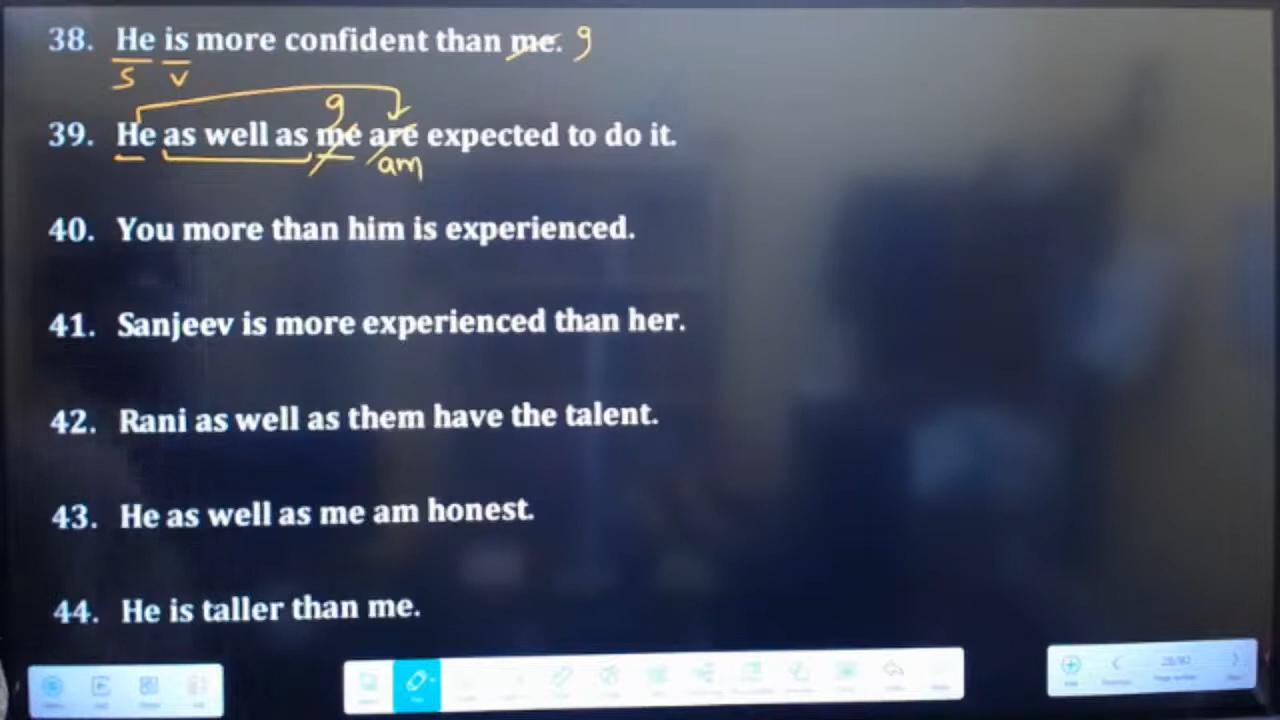 38. He is more confident than me. g
S V
g
39. He as well as me are expected to do it.
am
40. You more than him is experienced.
41. Sanjeev is more experienced than her.
42. Rani as well as them have the talent.
43. He as well as me am honest.
44. He is taller than me.